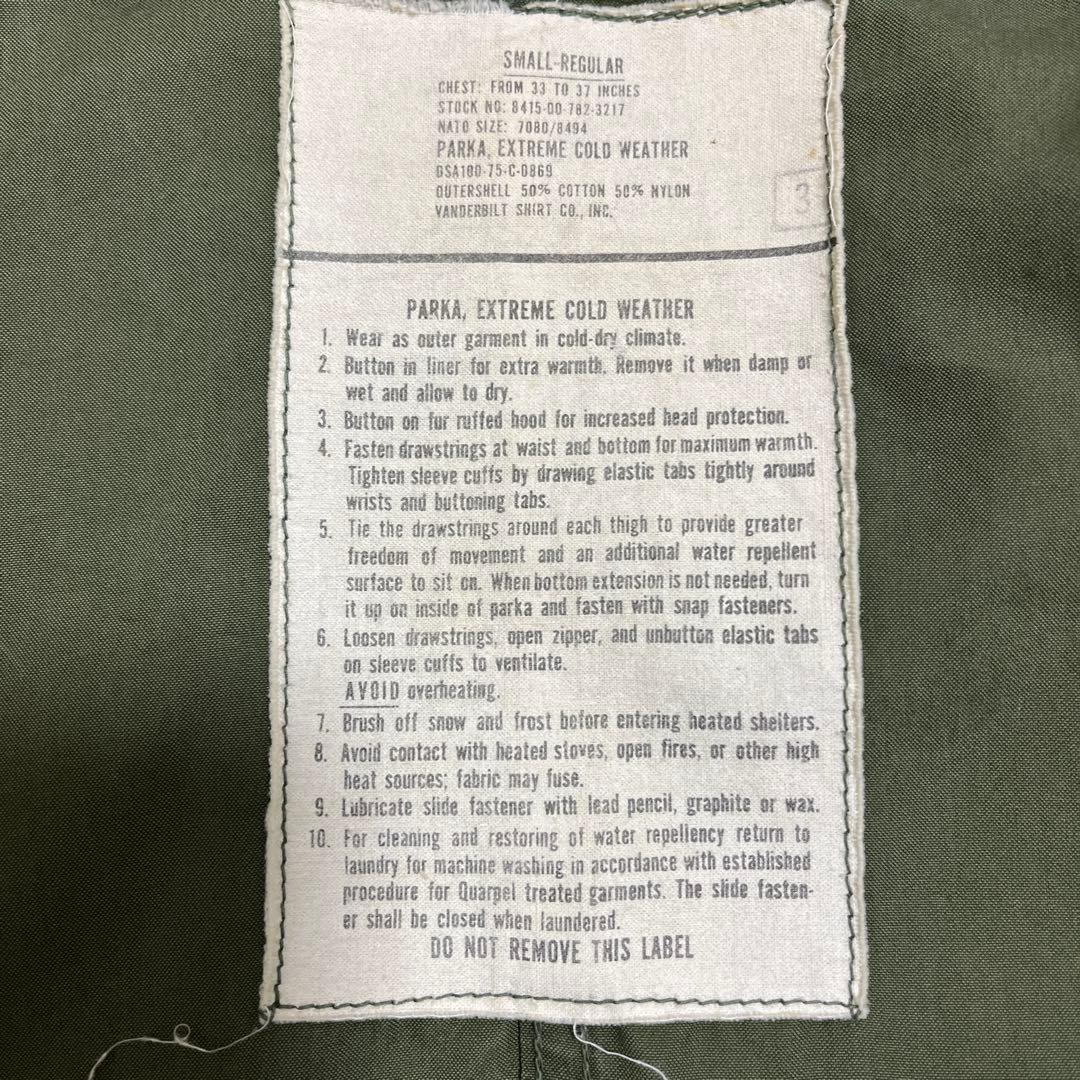 SMALL-REGULAR
CHEST: FROM 33 TO 37 INCHES
STOCK NO: 8415-00-782-3217
NATO SIZE: 7080/8494
PARKA, EXTREME COLD WEATHER
DSA100-75-C-0869
OUTERSHELL 50% COTTON 50% NYLON
VANDERBILT SHIRT CO., INC.
3
PARKA, EXTREME COLD WEATHER
1. Wear as outer garment in cold-dry climate.
2. Button in liner for extra warmth. Remove it when damp or
wet and allow to dry.
3. Button on fur ruffed hood for increased head protection.
4. Fasten drawstrings at waist and bottom for maximum warmth.
Tighten sleeve cuffs by drawing elastic tabs tightly around
wrists and buttoning tabs.
5. Tie the drawstrings around each thigh to provide greater
freedom of movement and an additional water repellent
surface to sit on. When bottom extension is not needed, turn
it up on inside of parka and fasten with snap fasteners.
6. Loosen drawstrings, open zipper, and unbutton elastic tabs
on sleeve cuffs to ventilate.
AVOID overheating.
7. Brush off snow and frost before entering heated shelters.
8. Avoid contact with heated stoves, open fires, or other high
heat sources; fabric may fuse.
9. Lubricate slide fastener with lead pencil, graphite or wax.
10. For cleaning and restoring of water repellency return to
laundry for machine washing in accordance with established
procedure for Quarpel treated garments. The slide fasten-
er shall be closed when laundered.
DO NOT REMOVE THIS LABEL